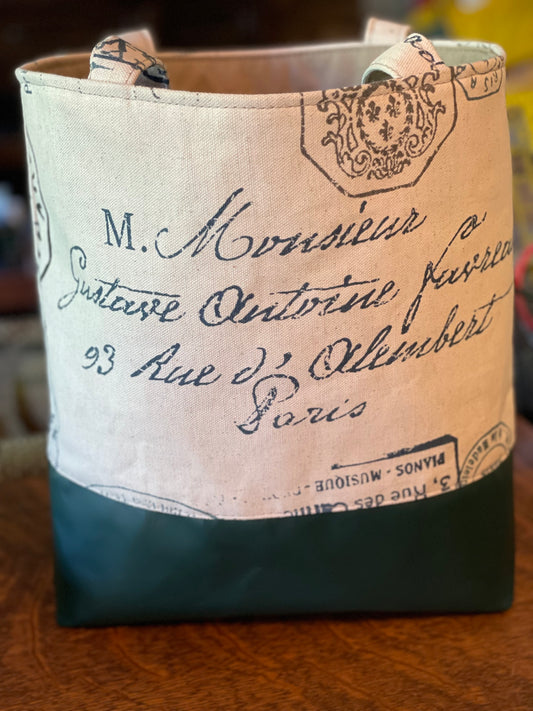 M. Monsieur
Gustave Antoine favreau
93 Rue d' Alembert
Paris
PIANOS - MUSIQUE
3, Rue des